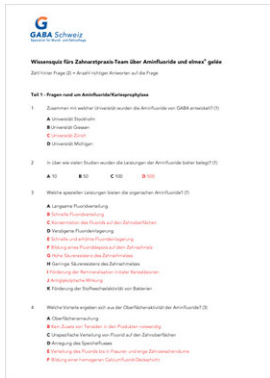 GABA Schweiz
Spezialist für Mund- und Zahnpflege
Wissensquiz fürs Zahnarztpraxis-Team über Aminfluoride und elmex® gelée
Zahl hinter Frage (2) = Anzahl richtiger Antworten auf die Frage
Teil 1 - Fragen rund um Aminfluoride/Kariesprophylaxe
1 Zusammen mit welcher Universität wurden die Aminfluoride von GABA entwickelt? (1)
A Universität Stockholm
B Universität Giessen
C Universität Zürich
D Universität Michigan
2 In über wie vielen Studien wurden die Leistungen der Aminfluoride bisher belegt? (1)
A 10 B 50 C 100 D 500
3 Welche speziellen Leistungen bieten die organischen Aminfluoride? (7)
A Langsame Fluoridverteilung
B Schnelle Fluoridverteilung
C Konzentration des Fluorids auf den Zahnoberflächen
D Verzögerte Fluorideinlagerung
E Schnelle und erhöhte Fluorideinlagerung
F Bildung eines Fluoriddepots auf dem Zahnschmelz
G Hohe Säureresistenz des Zahnschmelzes
H Geringe Säureresistenz des Zahnschmelzes
I Förderung der Remineralisation initialer Kariesläsionen
J Antiglykolytische Wirkung
K Förderung der Stoffwechselaktivität von Bakterien
4 Welche Vorteile ergeben sich aus der Oberflächenaktivität der Aminfluoride? (3)
A Oberflächenaufrauhung
B Kein Zusatz von Tensiden in den Produkten notwendig
C Unspezifische Verteilung von Fluorid auf den Zahnoberflächen
D Anregung des Speichelflusses
E Verteilung des Fluorids bis in Fissuren und enge Zahnzwischenräume
F Bildung einer homogenen Calciumfluorid-Deckschicht